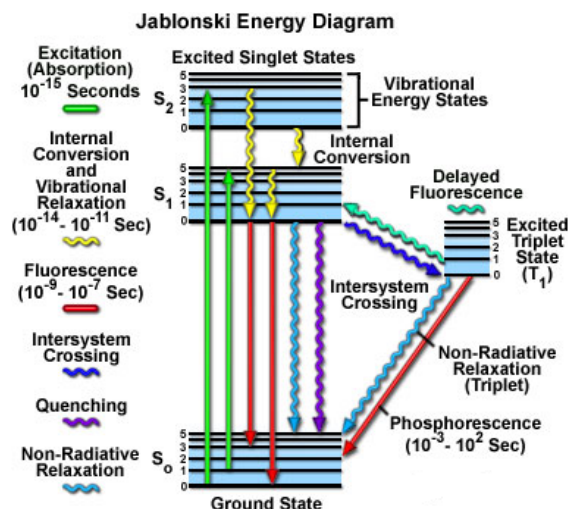 Jablonski Energy Diagram
Excitation
(Absorption)
10⁻¹⁵ Seconds
Internal
Conversion
and
Vibrational
Relaxation
(10⁻¹⁴ - 10⁻¹¹ Sec)
Fluorescence
(10⁻⁹ - 10⁻⁷ Sec)
Intersystem
Crossing
Quenching
Non-Radiative
Relaxation
Excited Singlet States
S₂
5
3
2
1
0
Vibrational
Energy States
Internal
Conversion
S₁
5
3
2
1
0
Delayed
Fluorescence
Excited
Triplet
State
(T₁)
5
3
2
1
0
Intersystem
Crossing
Non-Radiative
Relaxation
(Triplet)
Phosphorescence
(10⁻³ - 10² Sec)
S₀
5
3
2
1
0
Ground State